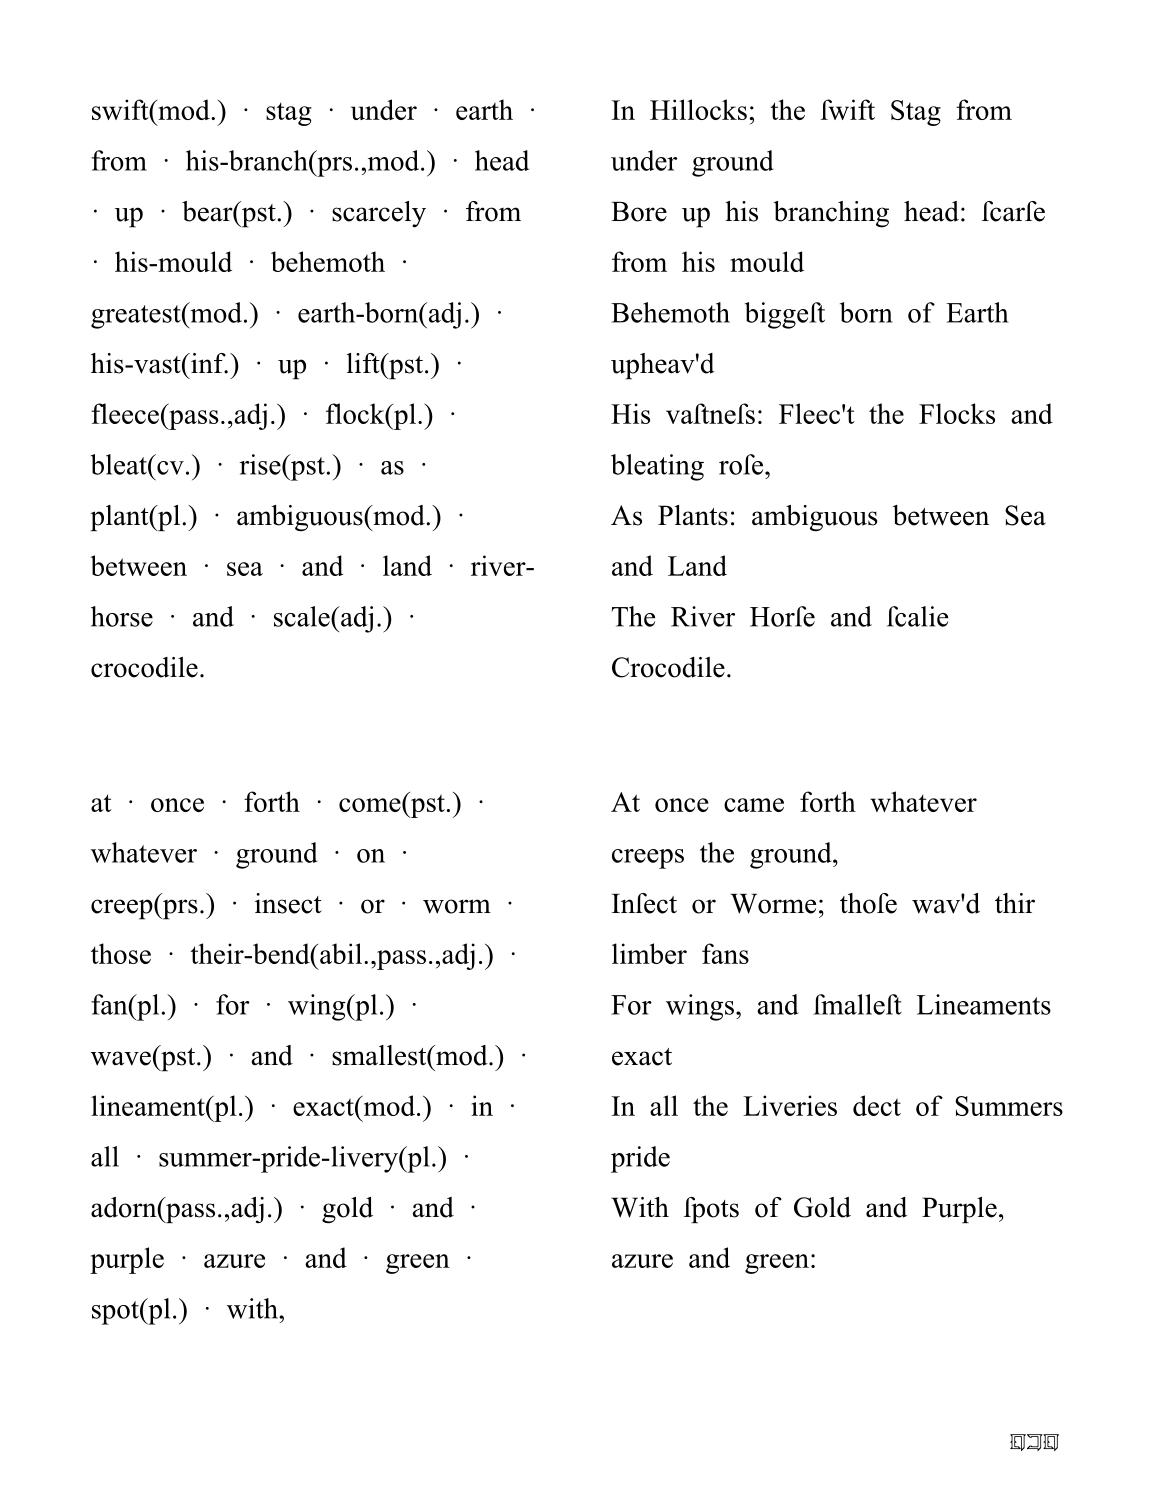 swift(mod.) · stag · under · earth ·
from · his-branch(prs.,mod.) · head
· up · bear(pst.) · scarcely · from
· his-mould · behemoth ·
greatest(mod.) · earth-born(adj.) ·
his-vast(inf.) · up · lift(pst.) ·
fleece(pass.,adj.) · flock(pl.) ·
bleat(cv.) · rise(pst.) · as ·
plant(pl.) · ambiguous(mod.) ·
between · sea · and · land · river-
horse · and · scale(adj.) ·
crocodile.
at · once · forth · come(pst.) ·
whatever · ground · on ·
creep(prs.) · insect · or · worm ·
those · their-bend(abil.,pass.,adj.) ·
fan(pl.) · for · wing(pl.) ·
wave(pst.) · and · smallest(mod.) ·
lineament(pl.) · exact(mod.) · in ·
all · summer-pride-livery(pl.) ·
adorn(pass.,adj.) · gold · and ·
purple · azure · and · green ·
spot(pl.) · with,
In Hillocks; the ſwift Stag from
under ground
Bore up his branching head: ſcarſe
from his mould
Behemoth biggeſt born of Earth
upheav'd
His vaſtneſs: Fleec't the Flocks and
bleating roſe,
As Plants: ambiguous between Sea
and Land
The River Horſe and ſcalie
Crocodile.
At once came forth whatever
creeps the ground,
Inſect or Worme; thoſe wav'd thir
limber fans
For wings, and ſmalleſt Lineaments
exact
In all the Liveries dect of Summers
pride
With ſpots of Gold and Purple,
azure and green: